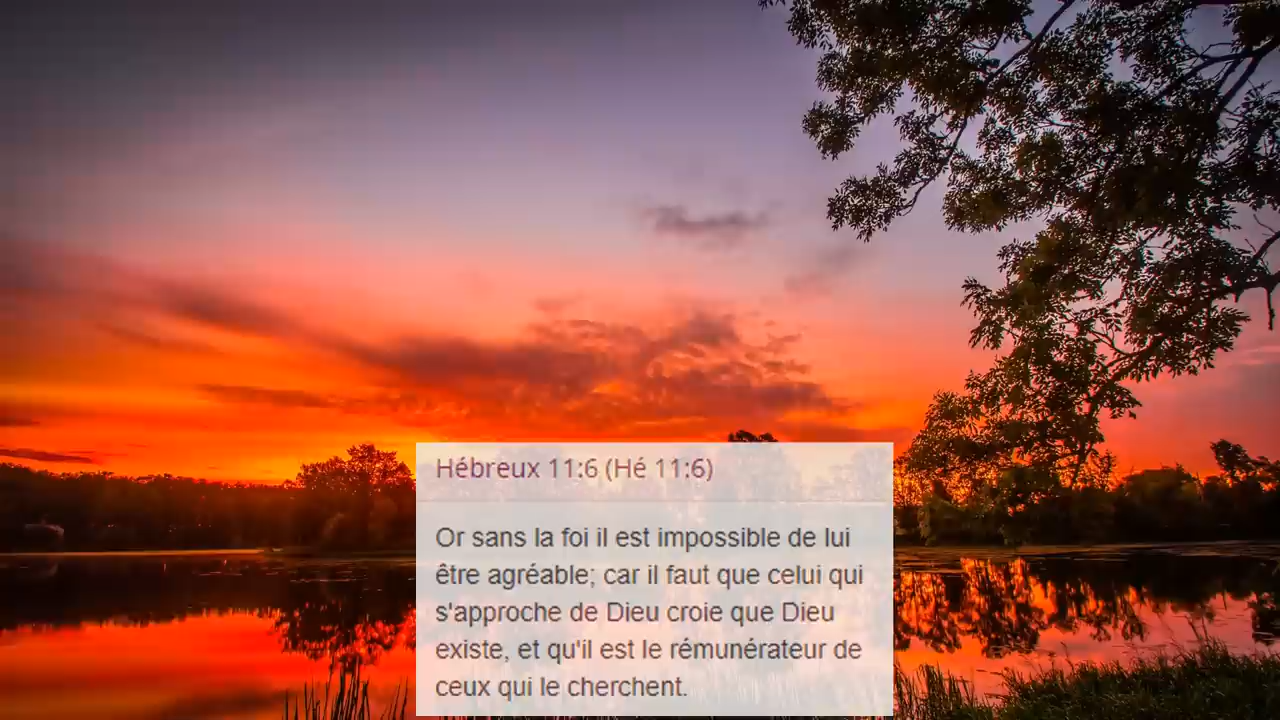 Hébreux 11:6 (Hé 11:6)
Or sans la foi il est impossible de lui
être agréable; car il faut que celui qui
s'approche de Dieu croie que Dieu
existe, et qu'il est le rémunérateur de
ceux qui le cherchent.